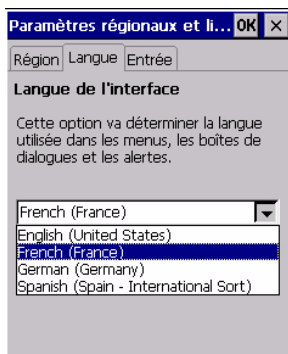 Paramètres régionaux et li... OK ×
Région Langue Entrée
Langue de l'interface
Cette option va déterminer la langue
utilisée dans les menus, les boîtes de
dialogues et les alertes.
French (France)
English (United States)
French (France)
German (Germany)
Spanish (Spain - International Sort)